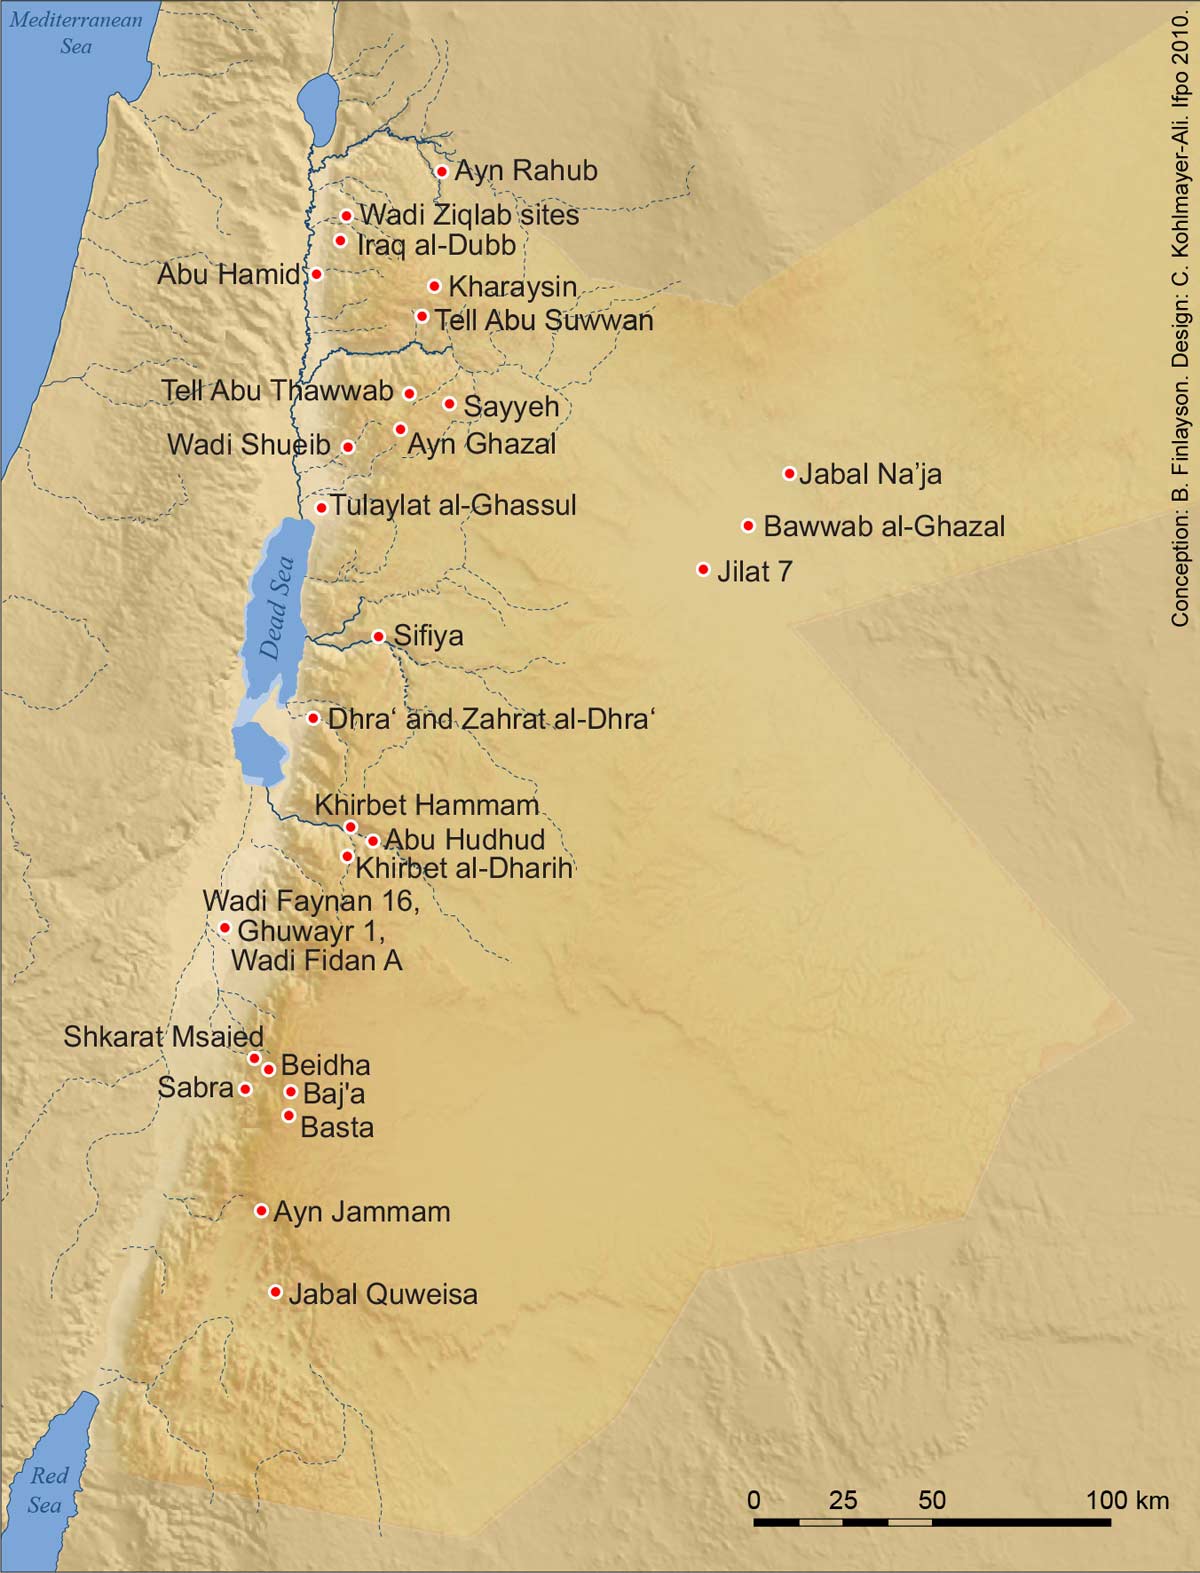 Mediterranean
Sea
Conception: B. Finlayson. Design: C. Kohlmayer-Ali. Ifpo 2010.
Ayn Rahub
Wadi Ziqlab sites
Iraq al-Dubb
Abu Hamid
Kharaysin
Tell Abu Suwwan
Tell Abu Thawwab
Sayyeh
Wadi Shueib
Ayn Ghazal
Jabal Na’ja
Tulaylat al-Ghassul
Bawwab al-Ghazal
Jilat 7
Dead Sea
Sifiya
Dhra‘ and Zahrat al-Dhra‘
Khirbet Hammam
Abu Hudhud
Khirbet al-Dharih
Wadi Faynan 16,
Ghuwayr 1,
Wadi Fidan A
Shkarat Msaied
Beidha
Sabra
Baj'a
Basta
Ayn Jammam
Jabal Quweisa
Red
Sea
0 25 50 100 km